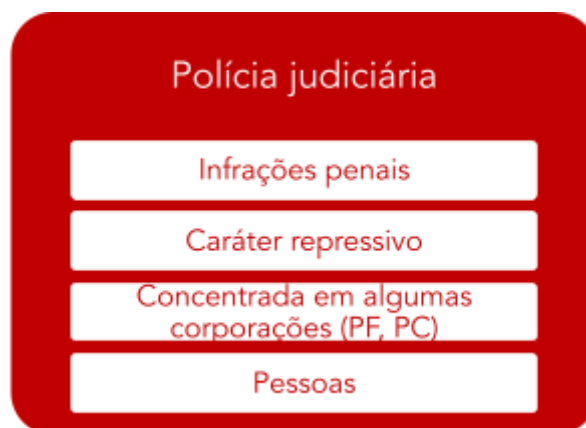 Polícia judiciária
Infrações penais
Caráter repressivo
Concentrada em algumas
corporações (PF, PC)
Pessoas